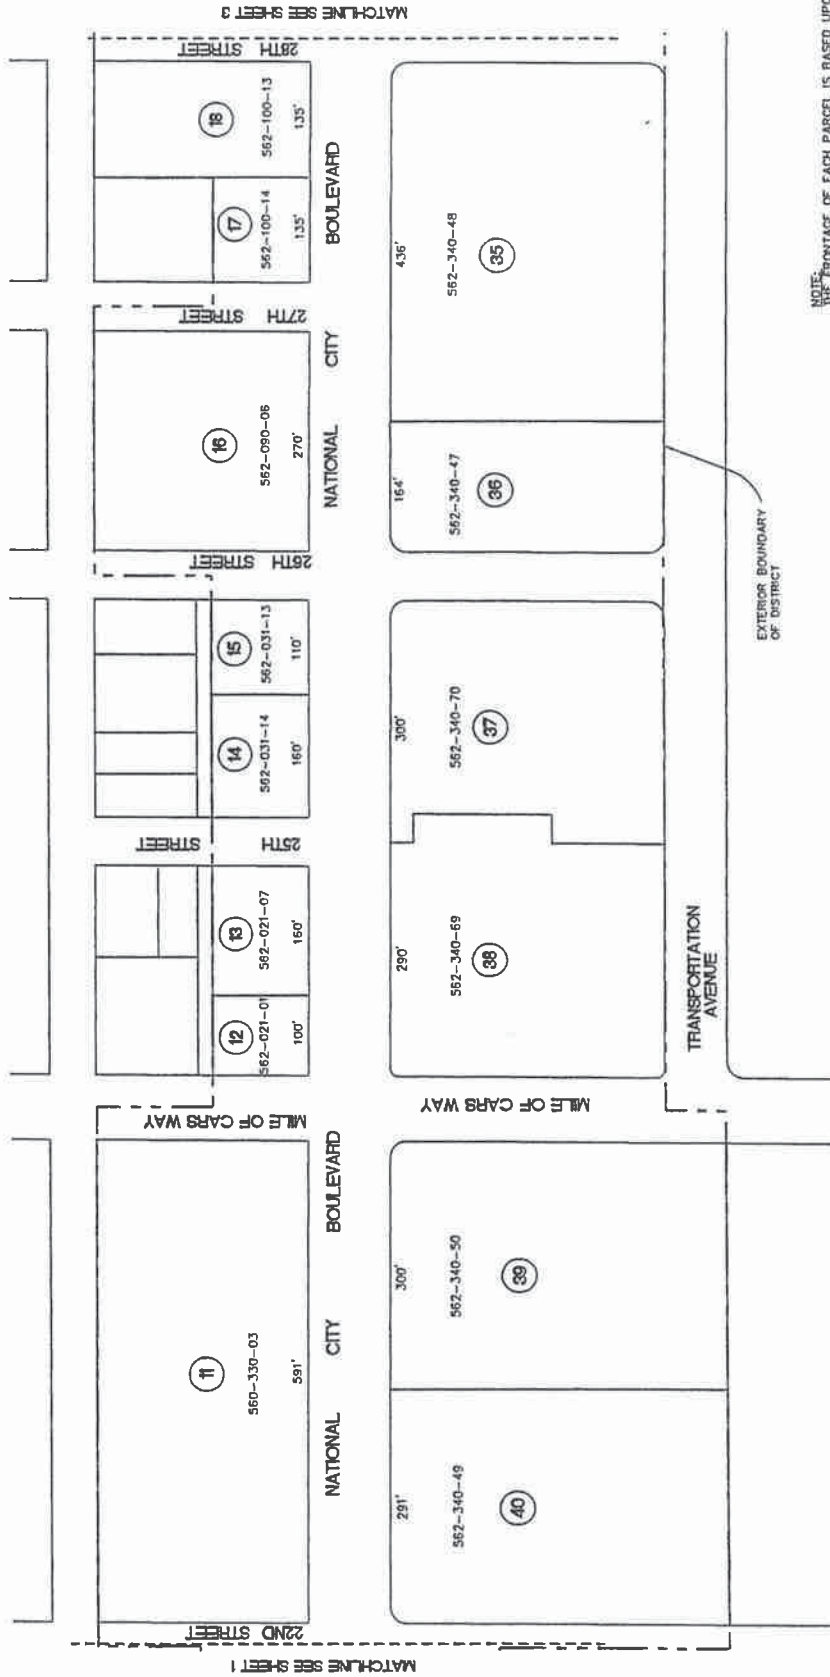 MATCHLINE SEE SHEET 1
22ND STREET
11
560-330-03
591'
MILE OF CARS WAY
12
562-021-01
100'
13
562-021-07
160'
25TH STREET
14
562-031-14
160'
15
562-031-13
110'
26TH STREET
16
562-090-06
270'
27TH STREET
17
562-100-14
135'
18
562-100-13
135'
28TH STREET
MATCHLINE SEE SHEET 3
NATIONAL CITY BOULEVARD
NATIONAL CITY BOULEVARD
291'
562-340-49
40
300'
562-340-50
39
MILE OF CARS WAY
290'
562-340-69
38
300'
562-340-70
37
164'
562-340-47
36
436'
562-340-48
35
TRANSPORTATION
AVENUE
EXTERIOR BOUNDARY
OF DISTRICT
NOTE:
THE FRONTAGE OF EACH PARCEL IS BASED UPO